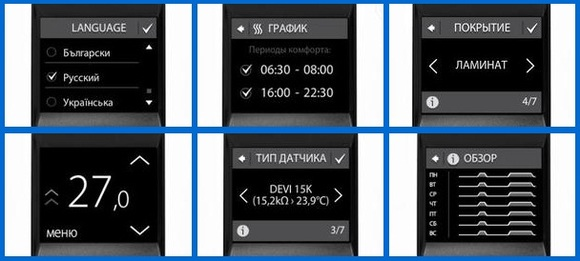 LANGUAGE
Български
Русский
Українська
ГРАФИК
Периоды комфорта:
06:30 - 08:00
16:00 - 22:30
ПОКРЫТИЕ
ЛАМИНАТ
4/7
27,0
меню
ТИП ДАТЧИКА
DEVI 15K
(15,2kΩ › 23,9°C)
3/7
ОБЗОР
ПН
ВТ
СР
ЧТ
ПТ
СБ
ВС